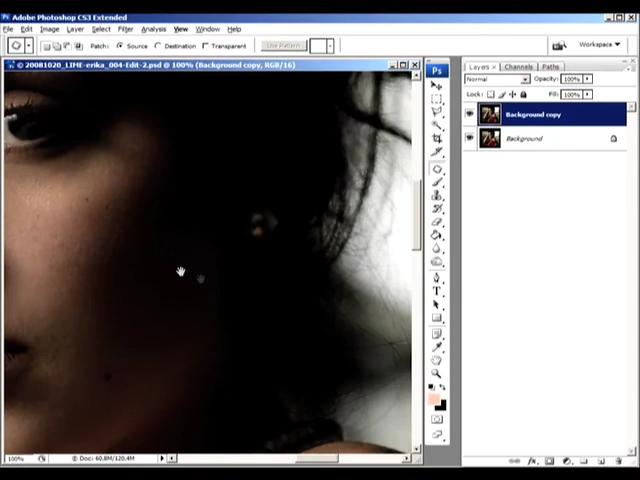 Adobe Photoshop CS3 Extended
File Edit Image Layer Select Filter Analysis View Window Help
Patch: Source Destination Transparent Use Pattern Workspace
20081020_LIME-erika_004-Edit-2.psd @ 100% (Background copy, RGB/16)
Layers Channels Paths
Normal Opacity: 100%
Lock: Fill: 100%
Background copy
Background
100% Doc: 60.8M/120.4M
Ps
T